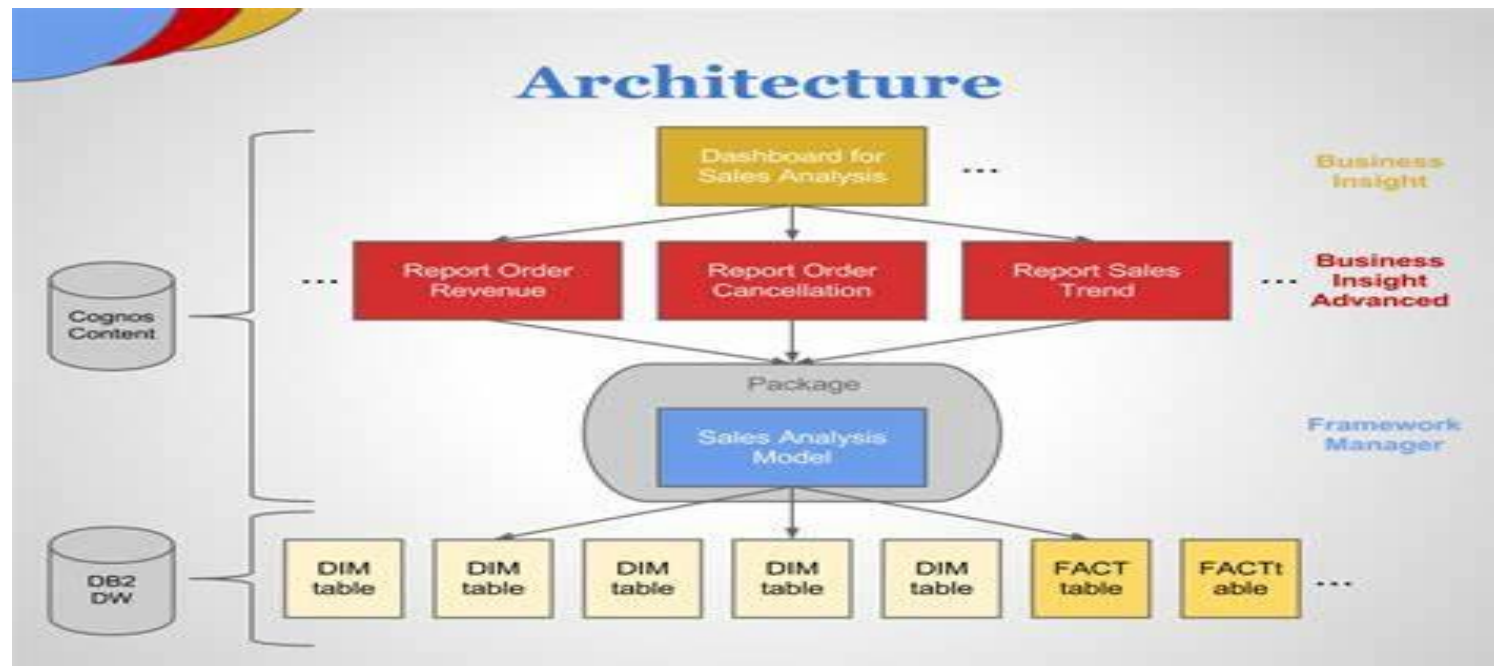 Architecture
Dashboard for
Sales Analysis
...
Business
Insight
...
Report Order
Revenue
Report Order
Cancellation
Report Sales
Trend
...
Business
Insight
Advanced
Cognos
Content
Package
Sales Analysis
Model
Framework
Manager
DB2
DW
DIM
table
DIM
table
DIM
table
DIM
table
DIM
table
FACT
table
FACTt
able
...